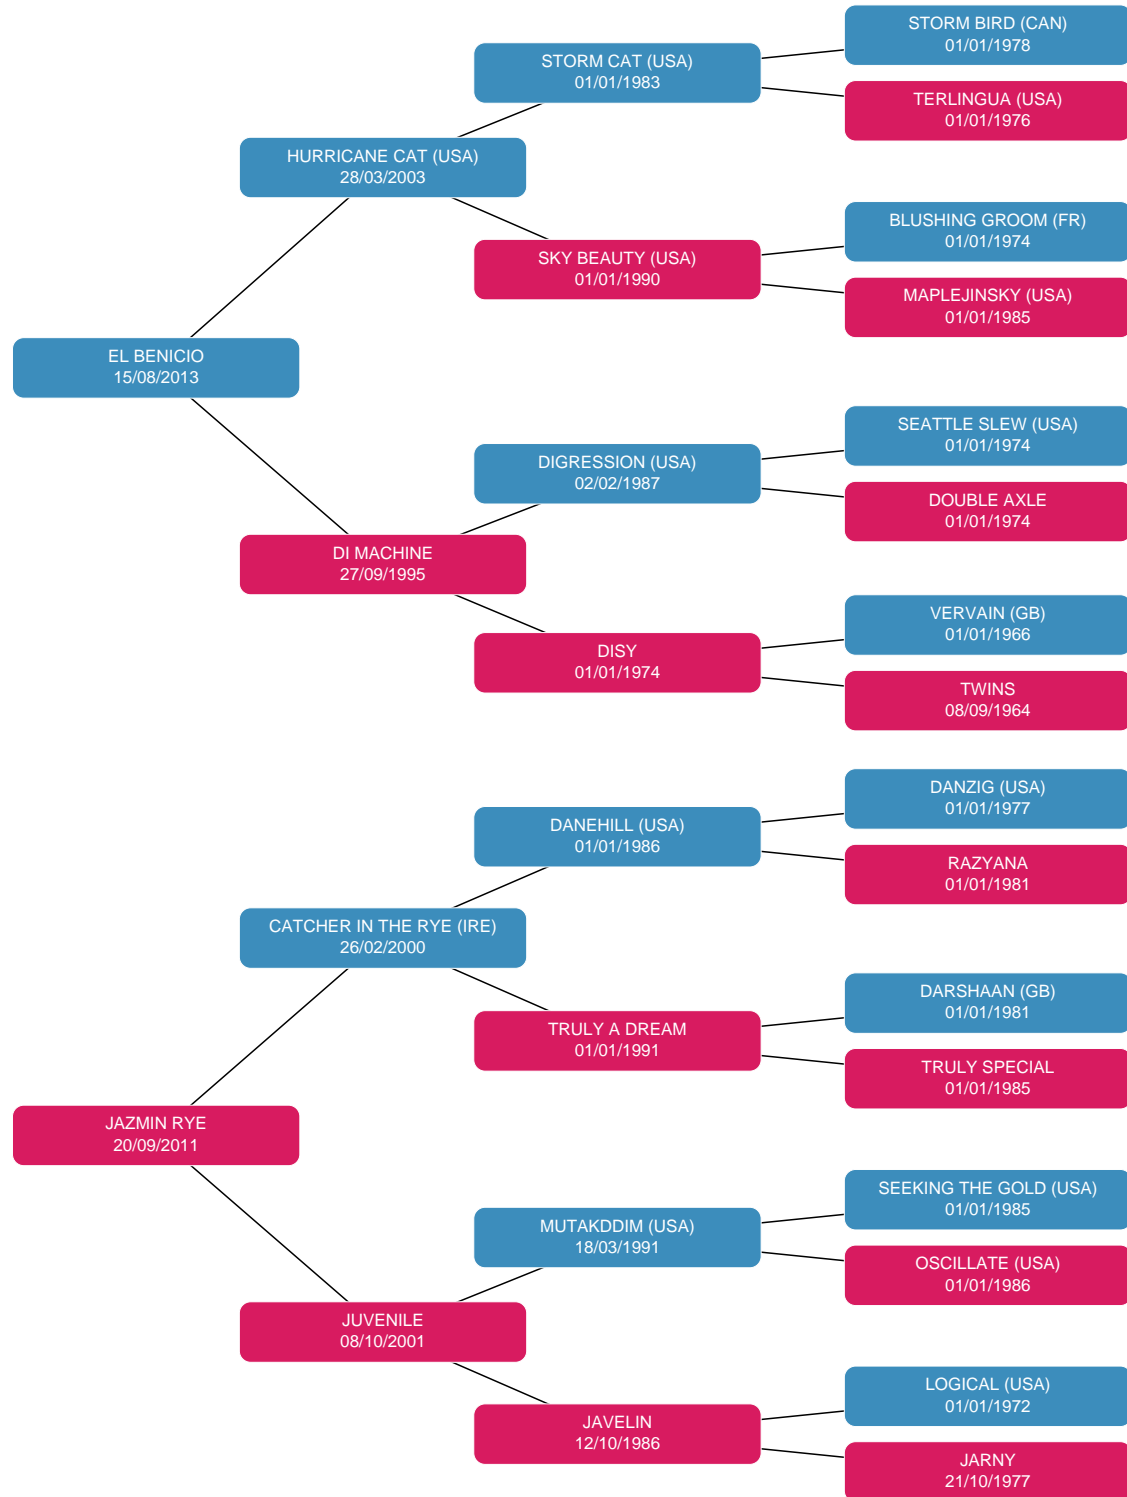 STORM BIRD (CAN)
01/01/1978
STORM CAT (USA)
01/01/1983
TERLINGUA (USA)
01/01/1976
HURRICANE CAT (USA)
28/03/2003
BLUSHING GROOM (FR)
01/01/1974
SKY BEAUTY (USA)
01/01/1990
MAPLEJINSKY (USA)
01/01/1985
EL BENICIO
15/08/2013
SEATTLE SLEW (USA)
01/01/1974
DIGRESSION (USA)
02/02/1987
DOUBLE AXLE
01/01/1974
DI MACHINE
27/09/1995
VERVAIN (GB)
01/01/1966
DISY
01/01/1974
TWINS
08/09/1964
DANZIG (USA)
01/01/1977
DANEHILL (USA)
01/01/1986
RAZYANA
01/01/1981
CATCHER IN THE RYE (IRE)
26/02/2000
DARSHAAN (GB)
01/01/1981
TRULY A DREAM
01/01/1991
TRULY SPECIAL
01/01/1985
JAZMIN RYE
20/09/2011
SEEKING THE GOLD (USA)
01/01/1985
MUTAKDDIM (USA)
18/03/1991
OSCILLATE (USA)
01/01/1986
JUVENILE
08/10/2001
LOGICAL (USA)
01/01/1972
JAVELIN
12/10/1986
JARNY
21/10/1977